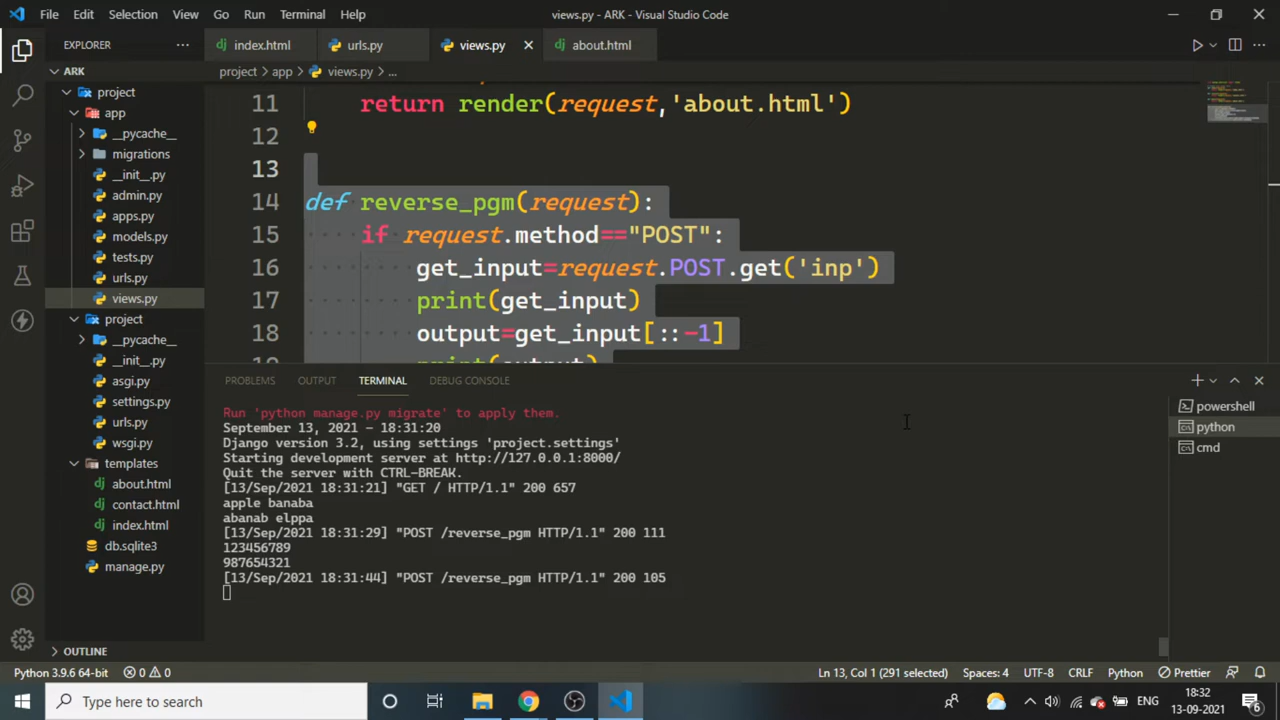 File Edit Selection View Go Run Terminal Help views.py - ARK - Visual Studio Code
EXPLORER index.html urls.py views.py about.html
ARK
project > app > views.py > ...
project
app
__pycache__
migrations
__init__.py
admin.py
apps.py
models.py
tests.py
urls.py
views.py
project
__pycache__
__init__.py
asgi.py
settings.py
urls.py
wsgi.py
templates
about.html
contact.html
index.html
db.sqlite3
manage.py
OUTLINE
11 return render(request,'about.html')
12
13
14 def reverse_pgm(request):
15 if request.method=="POST":
16 get_input=request.POST.get('inp')
17 print(get_input)
18 output=get_input[::-1]
print(output)
PROBLEMS OUTPUT TERMINAL DEBUG CONSOLE
Run 'python manage.py migrate' to apply them.
September 13, 2021 - 18:31:20
Django version 3.2, using settings 'project.settings'
Starting development server at http://127.0.0.1:8000/
Quit the server with CTRL-BREAK.
[13/Sep/2021 18:31:21] "GET / HTTP/1.1" 200 657
apple banaba
abanab elppa
[13/Sep/2021 18:31:29] "POST /reverse_pgm HTTP/1.1" 200 111
123456789
987654321
[13/Sep/2021 18:31:44] "POST /reverse_pgm HTTP/1.1" 200 105
powershell
python
cmd
Python 3.9.6 64-bit 0 0 Ln 13, Col 1 (291 selected) Spaces: 4 UTF-8 CRLF Python Prettier
Type here to search ENG 18:32
13-09-2021 6